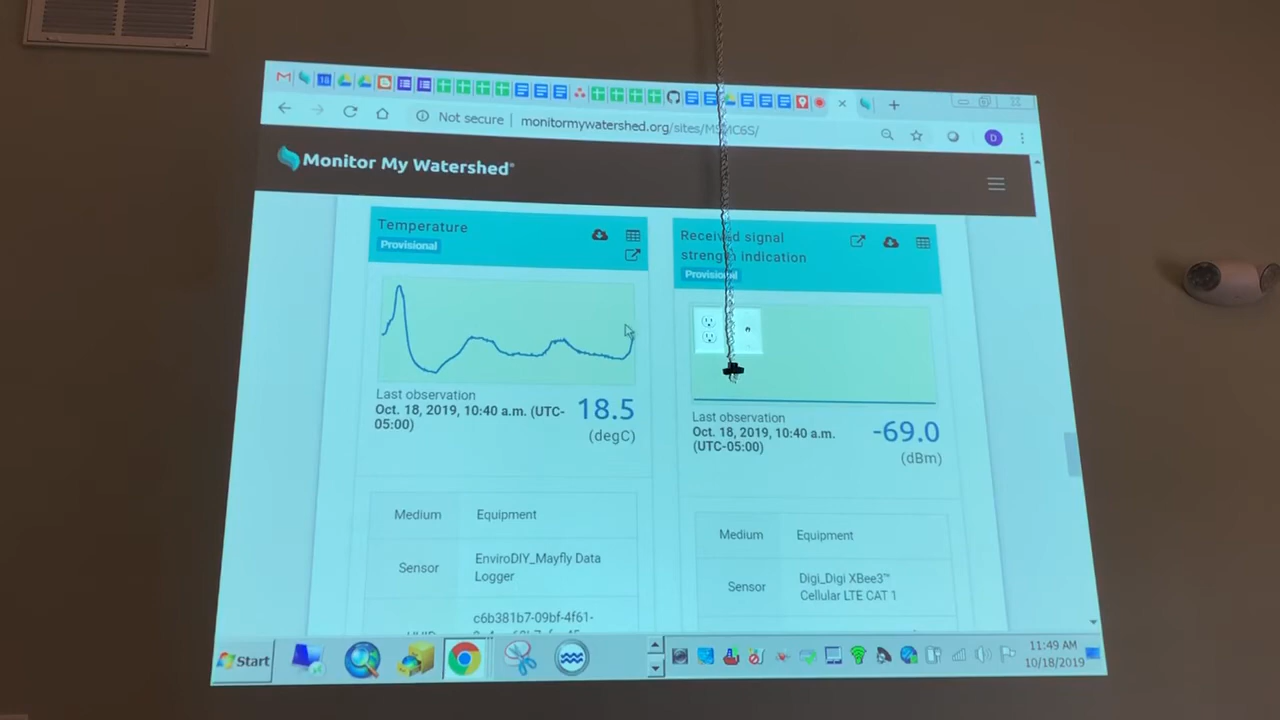 Not secure
monitormywatershed.org/sites/MSMC6S/
D
Monitor My Watershed®
Temperature
Provisional
Last observation
Oct. 18, 2019, 10:40 a.m. (UTC-
05:00)
18.5
(degC)
Medium Equipment
Sensor EnviroDIY_Mayfly Data
Logger
c6b381b7-09bf-4f61-
Received signal
strength indication
Provisional
Last observation
Oct. 18, 2019, 10:40 a.m.
(UTC-05:00)
-69.0
(dBm)
Medium Equipment
Sensor Digi_Digi XBee3™
Cellular LTE CAT 1
Start
11:49 AM
10/18/2019